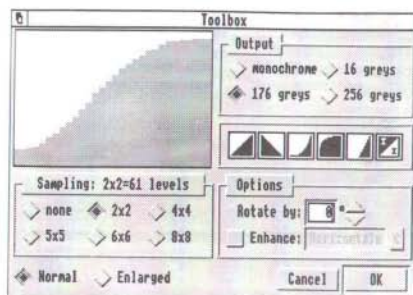 Toolbox
Output
monochrome 16 greys
176 greys 256 greys
Sampling: 2x2=61 levels
none 2x2 4x4
5x5 6x6 8x8
Options
Rotate by: 0 °
Enhance: Horizontals
Normal Enlarged
Cancel OK